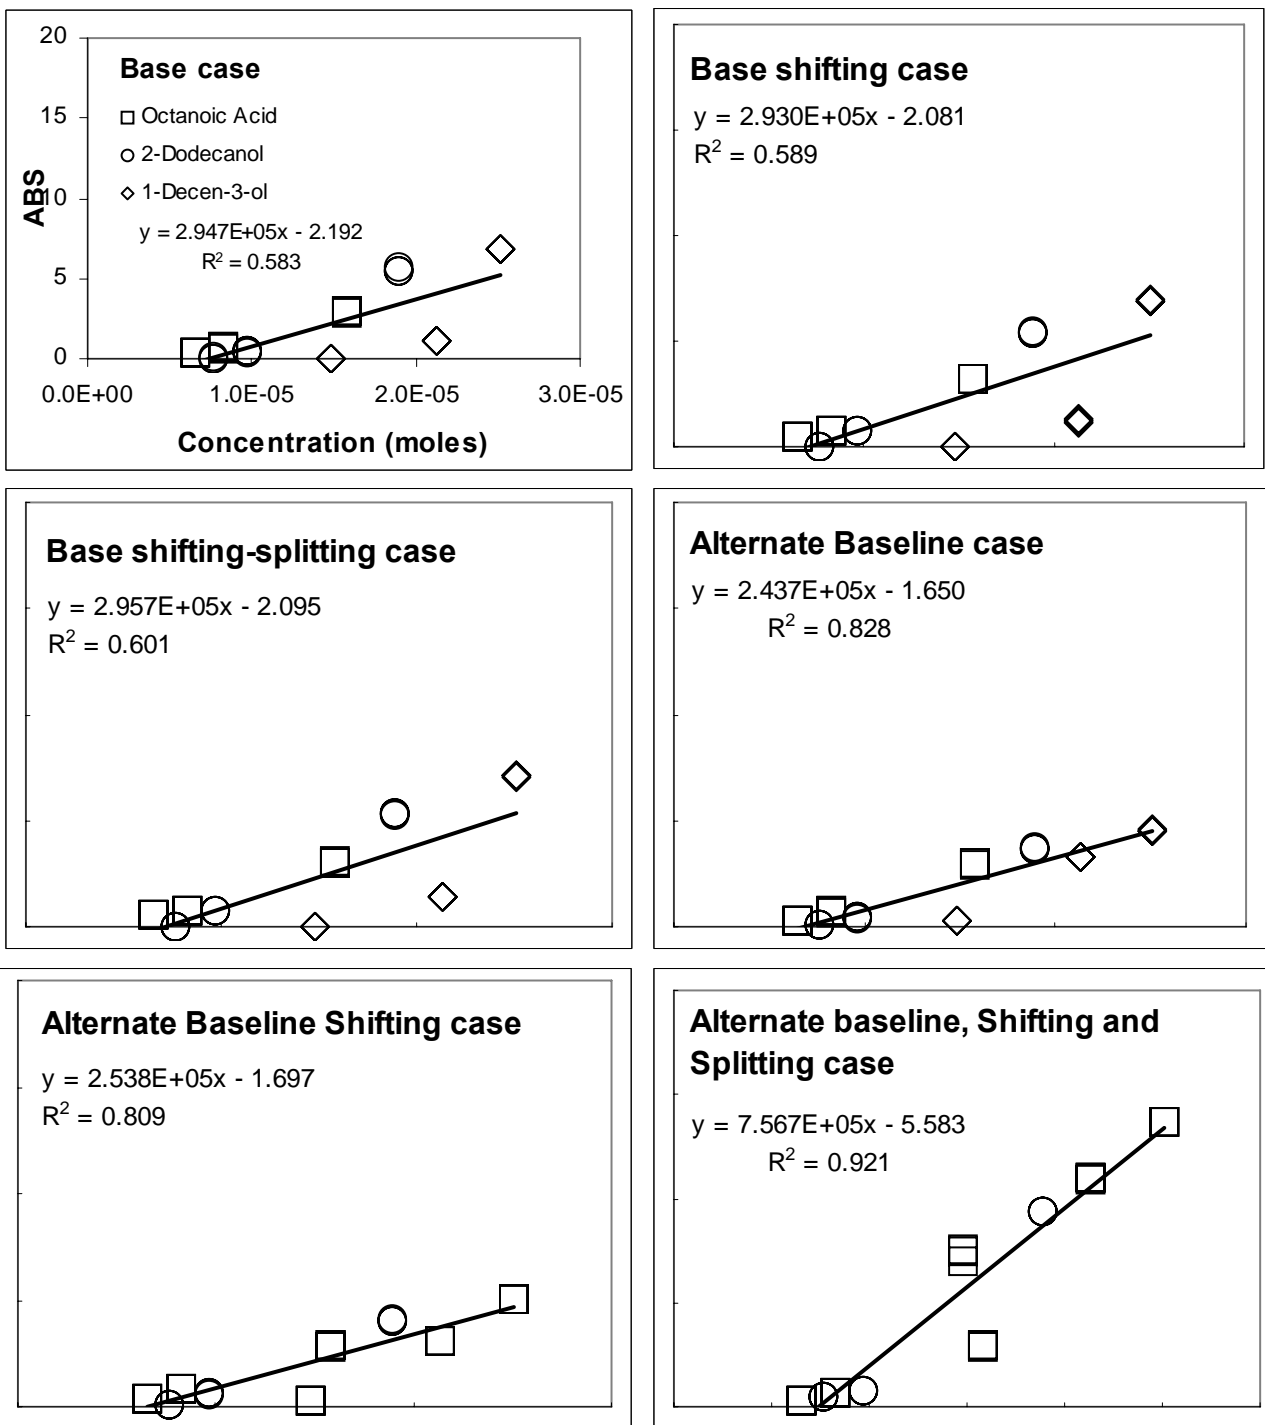 20
Base case
15
Octanoic Acid
2-Dodecanol
10
1-Decen-3-ol
ABS
y = 2.947E+05x - 2.192
R² = 0.583
5
0
0.0E+00 1.0E-05 2.0E-05 3.0E-05
Concentration (moles)
Base shifting case
y = 2.930E+05x - 2.081
R² = 0.589
Base shifting-splitting case
y = 2.957E+05x - 2.095
R² = 0.601
Alternate Baseline case
y = 2.437E+05x - 1.650
R² = 0.828
Alternate Baseline Shifting case
y = 2.538E+05x - 1.697
R² = 0.809
Alternate baseline, Shifting and
Splitting case
y = 7.567E+05x - 5.583
R² = 0.921